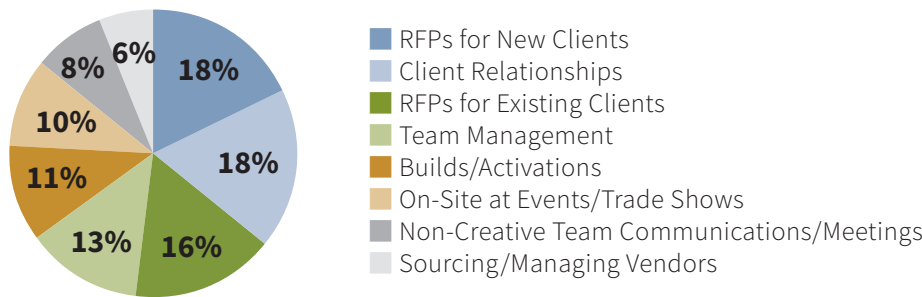 6%
18%
8%
10%
18%
11%
13%
16%
RFPs for New Clients
Client Relationships
RFPs for Existing Clients
Team Management
Builds/Activations
On-Site at Events/Trade Shows
Non-Creative Team Communications/Meetings
Sourcing/Managing Vendors